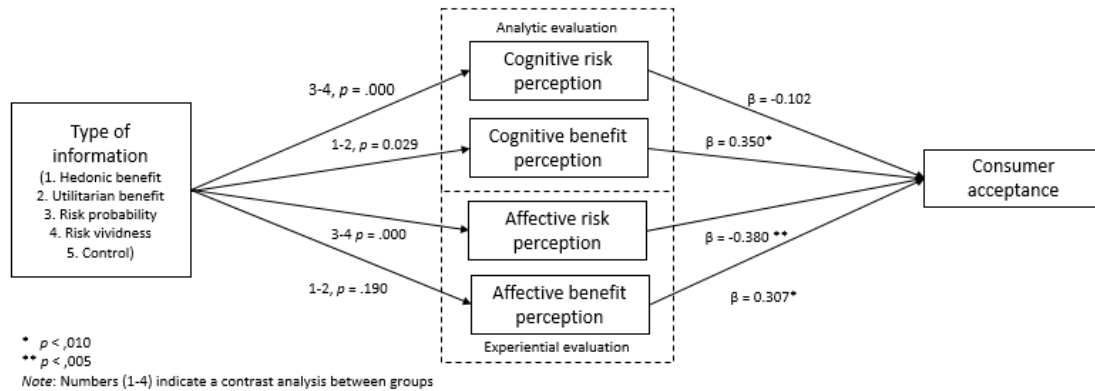 Analytic evaluation
Cognitive risk
perception
3-4, p = .000
β = -0.102
Type of
information
(1. Hedonic benefit
2. Utilitarian benefit
3. Risk probability
4. Risk vividness
5. Control)
1-2, p = 0.029
Cognitive benefit
perception
β = 0.350*
Consumer
acceptance
Affective risk
perception
3-4 p = .000
β = -0.380 **
1-2, p = .190
Affective benefit
perception
β = 0.307*
Experiential evaluation
* p < ,010
** p < ,005
Note: Numbers (1-4) indicate a contrast analysis between groups